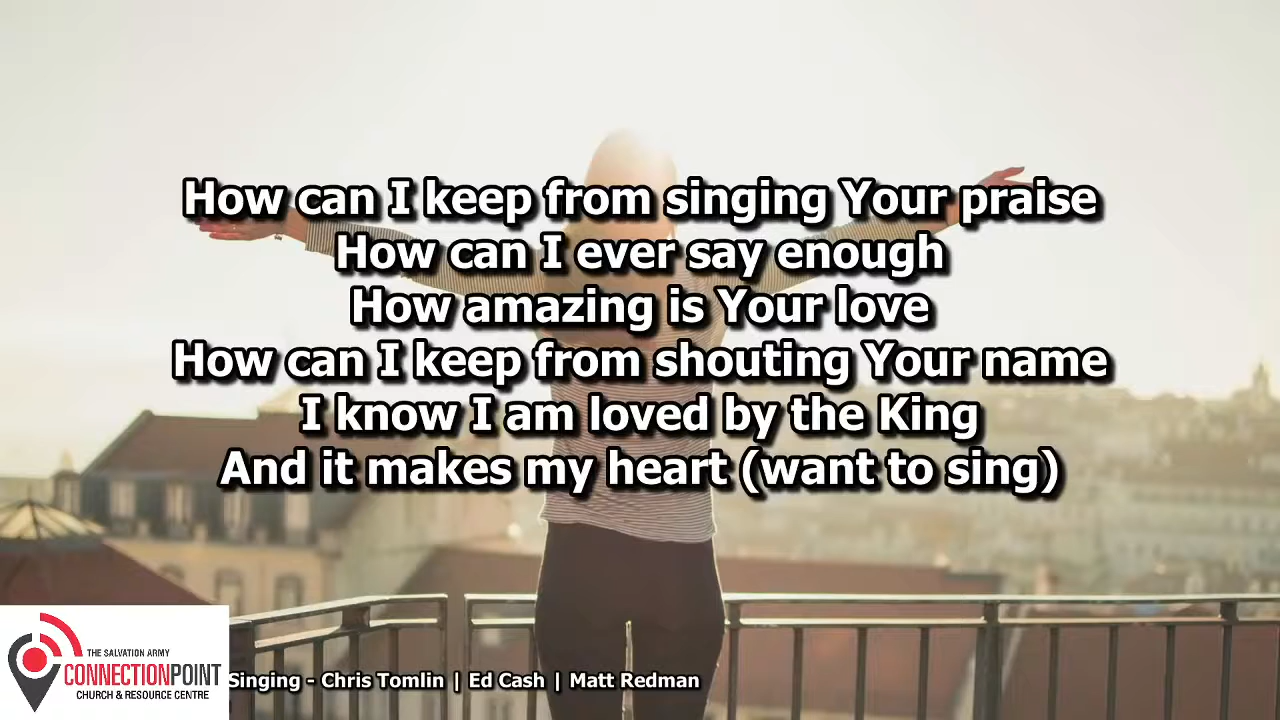 How can I keep from singing Your praise
How can I ever say enough
How amazing is Your love
How can I keep from shouting Your name
I know I am loved by the King
And it makes my heart (want to sing)
THE SALVATION ARMY
CONNECTIONPOINT
CHURCH & RESOURCE CENTRE
Singing - Chris Tomlin | Ed Cash | Matt Redman